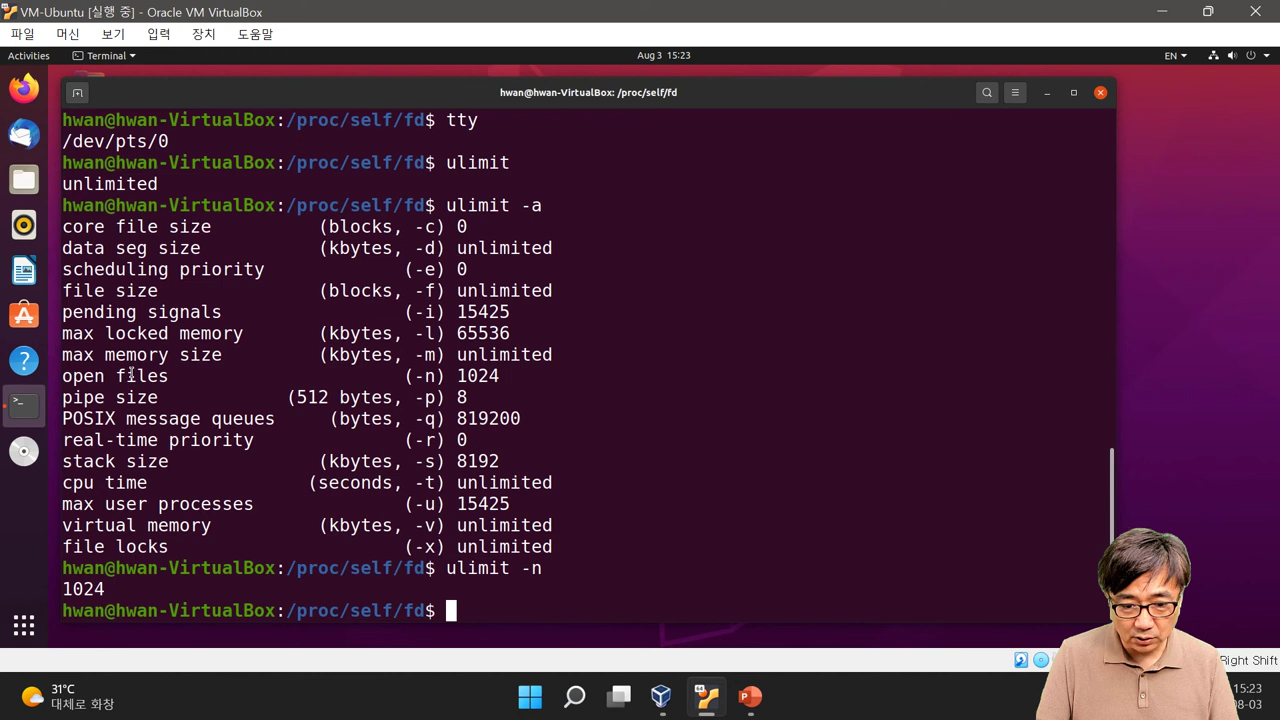 VM-Ubuntu [실행 중] - Oracle VM VirtualBox
파일 머신 보기 입력 장치 도움말
Activities Terminal Aug 3 15:23 EN
hwan@hwan-VirtualBox: /proc/self/fd
hwan@hwan-VirtualBox:/proc/self/fd$ tty
/dev/pts/0
hwan@hwan-VirtualBox:/proc/self/fd$ ulimit
unlimited
hwan@hwan-VirtualBox:/proc/self/fd$ ulimit -a
core file size (blocks, -c) 0
data seg size (kbytes, -d) unlimited
scheduling priority (-e) 0
file size (blocks, -f) unlimited
pending signals (-i) 15425
max locked memory (kbytes, -l) 65536
max memory size (kbytes, -m) unlimited
open files (-n) 1024
pipe size (512 bytes, -p) 8
POSIX message queues (bytes, -q) 819200
real-time priority (-r) 0
stack size (kbytes, -s) 8192
cpu time (seconds, -t) unlimited
max user processes (-u) 15425
virtual memory (kbytes, -v) unlimited
file locks (-x) unlimited
hwan@hwan-VirtualBox:/proc/self/fd$ ulimit -n
1024
hwan@hwan-VirtualBox:/proc/self/fd$
Right Shift
31°C
대체로 화창
15:23
08-03